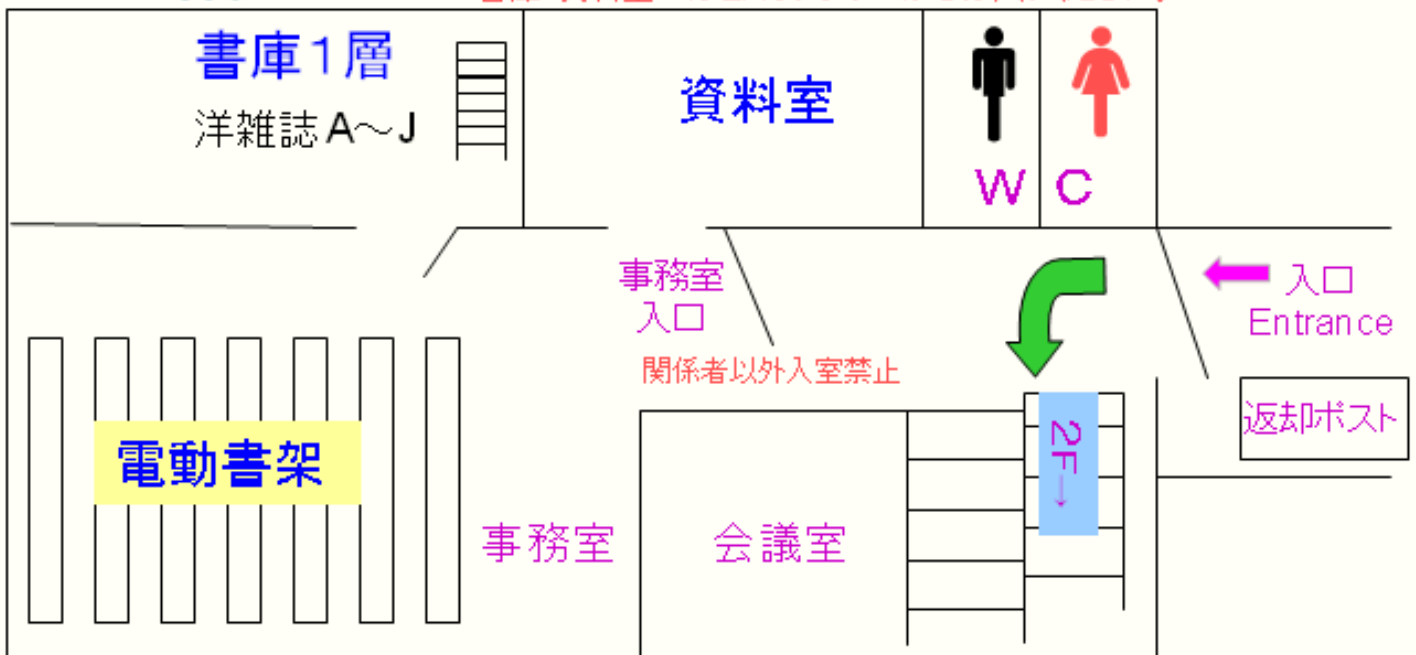 書庫1層
洋雑誌A～J
資料室
W C
事務室
入口
関係者以外入室禁止
入口
Entrance
返却ポスト
2F→
電動書架
事務室
会議室